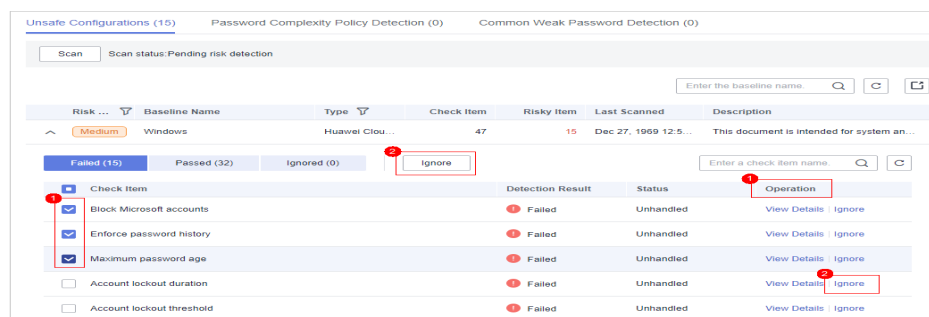 Unsafe Configurations (15) Password Complexity Policy Detection (0) Common Weak Password Detection (0)
Scan Scan status:Pending risk detection
Enter the baseline name.
Risk ... Baseline Name Type Check Item Risky Item Last Scanned Description
Medium Windows Huawei Clou... 47 15 Dec 27, 1969 12:5... This document is intended for system an...
Failed (15) Passed (32) Ignored (0) 2 Ignore Enter a check item name.
Check Item Detection Result Status 1 Operation
1 Block Microsoft accounts Failed Unhandled View Details Ignore
Enforce password history Failed Unhandled View Details Ignore
Maximum password age Failed Unhandled View Details Ignore
Account lockout duration Failed Unhandled View Details 2 Ignore
Account lockout threshold Failed Unhandled View Details Ignore